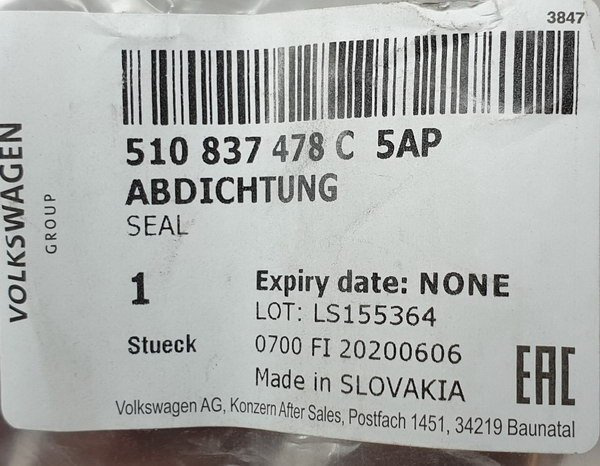 3847
VOLKSWAGEN
GROUP
510 837 478 C 5AP
ABDICHTUNG
SEAL
1
Expiry date: NONE
LOT: LS155364
Stueck
0700 FI 20200606
Made in SLOVAKIA
EAC
Volkswagen AG, Konzern After Sales, Postfach 1451, 34219 Baunatal